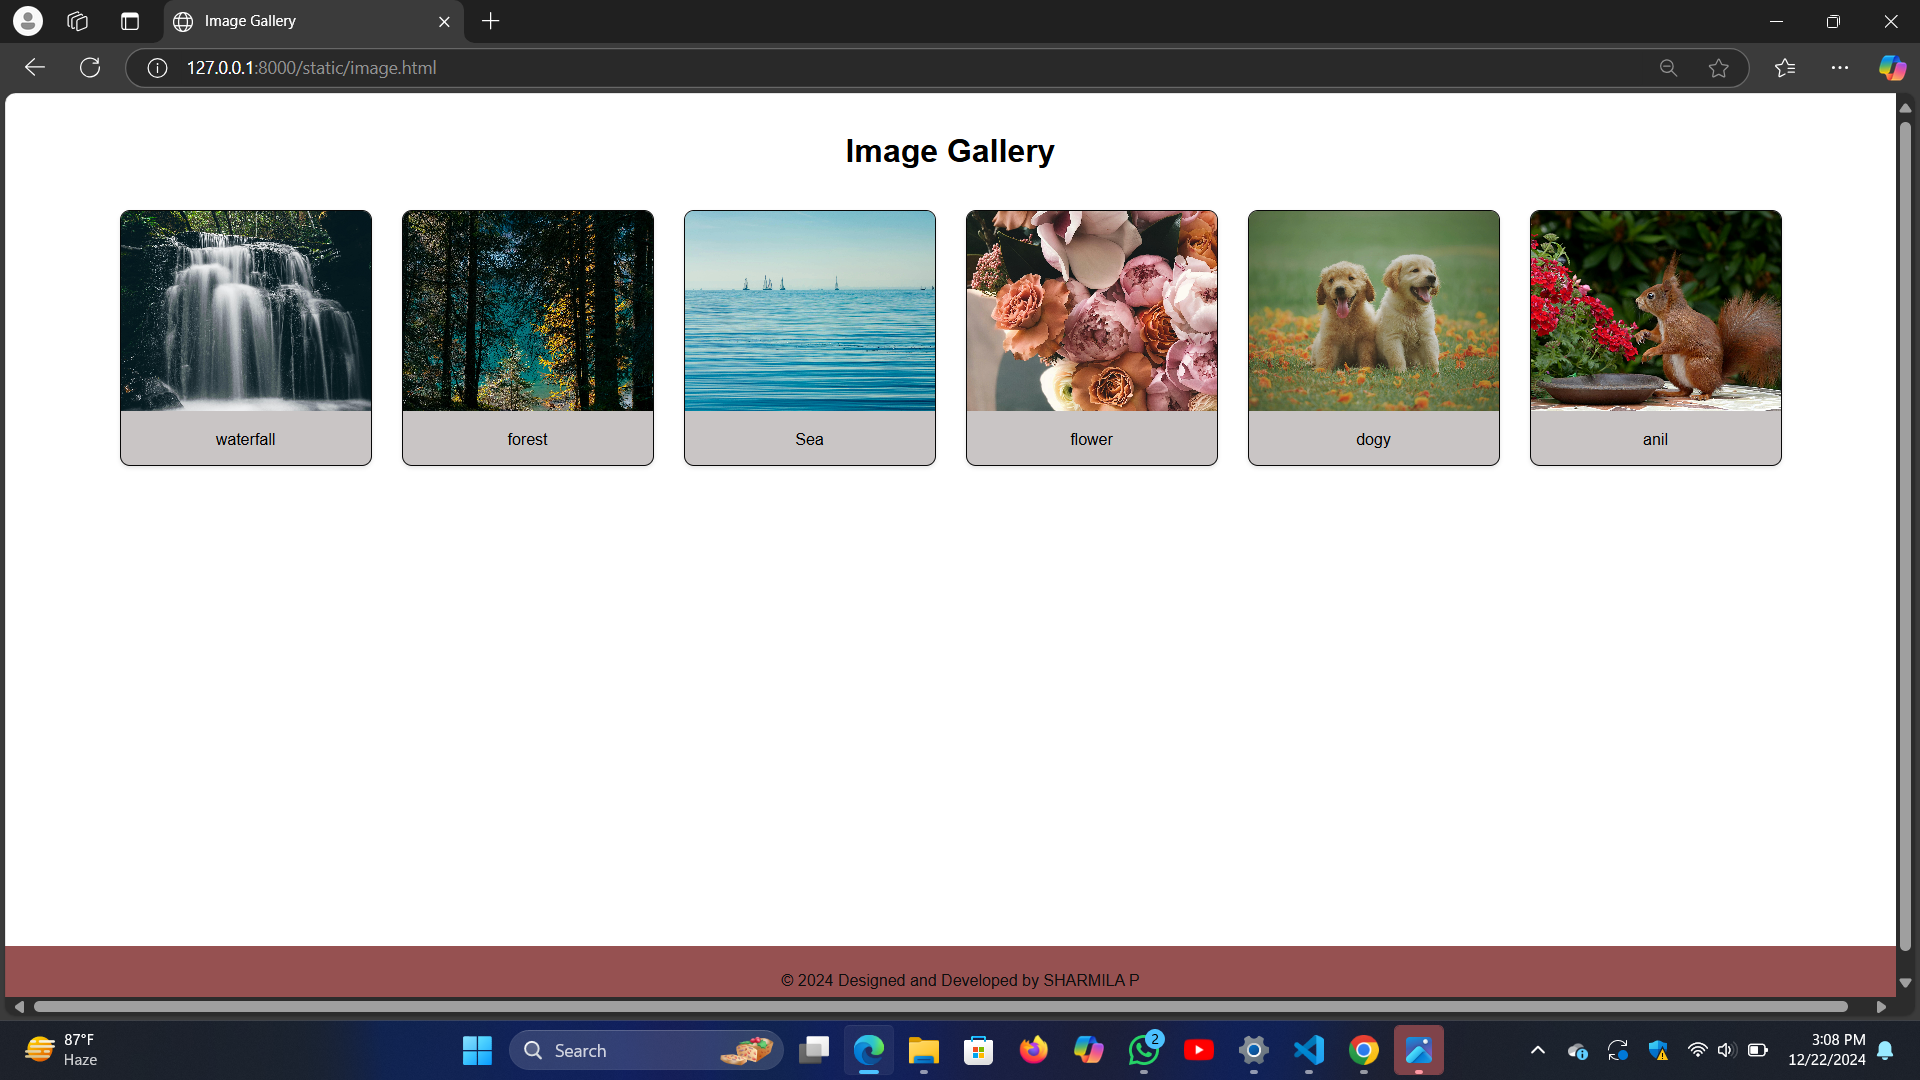 Image Gallery
127.0.0.1:8000/static/image.html
Image Gallery
waterfall
forest
Sea
flower
dogy
anil
© 2024 Designed and Developed by SHARMILA P
87°F
Haze
Search
2
3:08 PM
12/22/2024